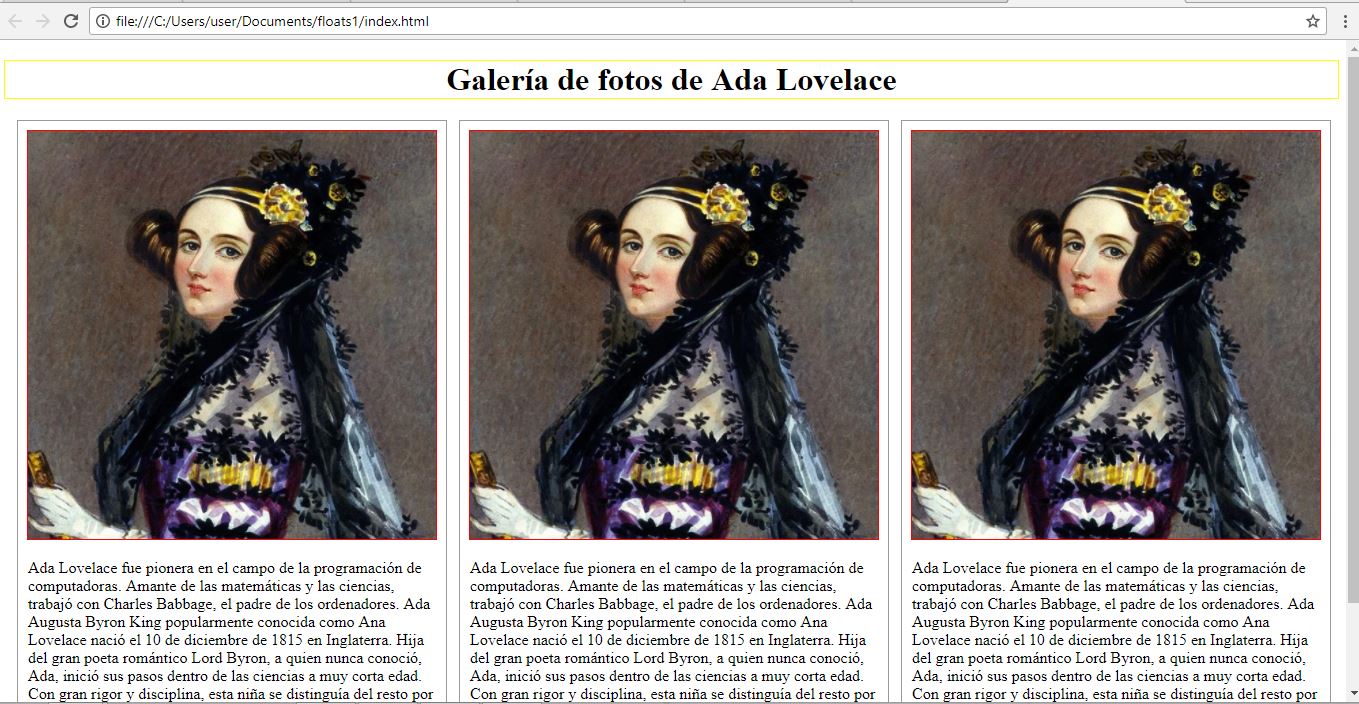 file:///C:/Users/user/Documents/floats1/index.html
Galería de fotos de Ada Lovelace
Ada Lovelace fue pionera en el campo de la programación de
computadoras. Amante de las matemáticas y las ciencias,
trabajó con Charles Babbage, el padre de los ordenadores. Ada
Augusta Byron King popularmente conocida como Ana
Lovelace nació el 10 de diciembre de 1815 en Inglaterra. Hija
del gran poeta romántico Lord Byron, a quien nunca conoció,
Ada, inició sus pasos dentro de las ciencias a muy corta edad.
Con gran rigor y disciplina, esta niña se distinguía del resto por
Ada Lovelace fue pionera en el campo de la programación de
computadoras. Amante de las matemáticas y las ciencias,
trabajó con Charles Babbage, el padre de los ordenadores. Ada
Augusta Byron King popularmente conocida como Ana
Lovelace nació el 10 de diciembre de 1815 en Inglaterra. Hija
del gran poeta romántico Lord Byron, a quien nunca conoció,
Ada, inició sus pasos dentro de las ciencias a muy corta edad.
Con gran rigor y disciplina, esta niña se distinguía del resto por
Ada Lovelace fue pionera en el campo de la programación de
computadoras. Amante de las matemáticas y las ciencias,
trabajó con Charles Babbage, el padre de los ordenadores. Ada
Augusta Byron King popularmente conocida como Ana
Lovelace nació el 10 de diciembre de 1815 en Inglaterra. Hija
del gran poeta romántico Lord Byron, a quien nunca conoció,
Ada, inició sus pasos dentro de las ciencias a muy corta edad.
Con gran rigor y disciplina, esta niña se distinguía del resto por